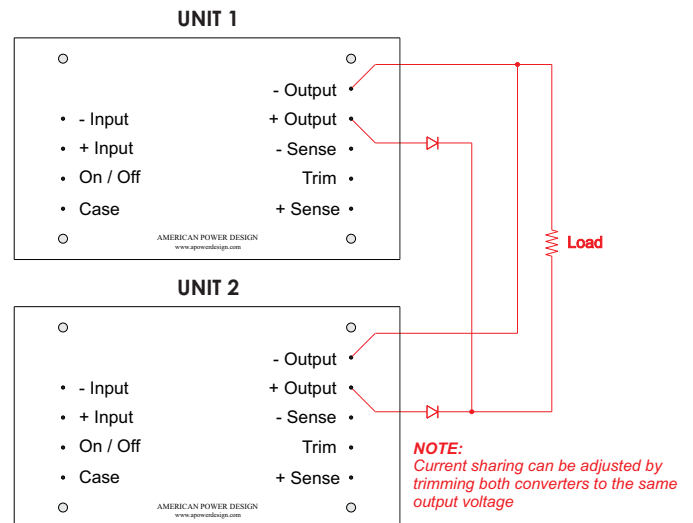 UNIT 1
- Output
- Input
+ Output
+ Input
- Sense
On / Off
Trim
Case
+ Sense
AMERICAN POWER DESIGN
www.apowerdesign.com
Load
UNIT 2
- Output
- Input
+ Output
+ Input
- Sense
On / Off
Trim
Case
+ Sense
AMERICAN POWER DESIGN
www.apowerdesign.com
NOTE:
Current sharing can be adjusted by
trimming both converters to the same
output voltage